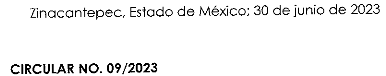 Zinacantepec, Estado de México; 30 de junio de 2023
CIRCULAR NO. 09/2023